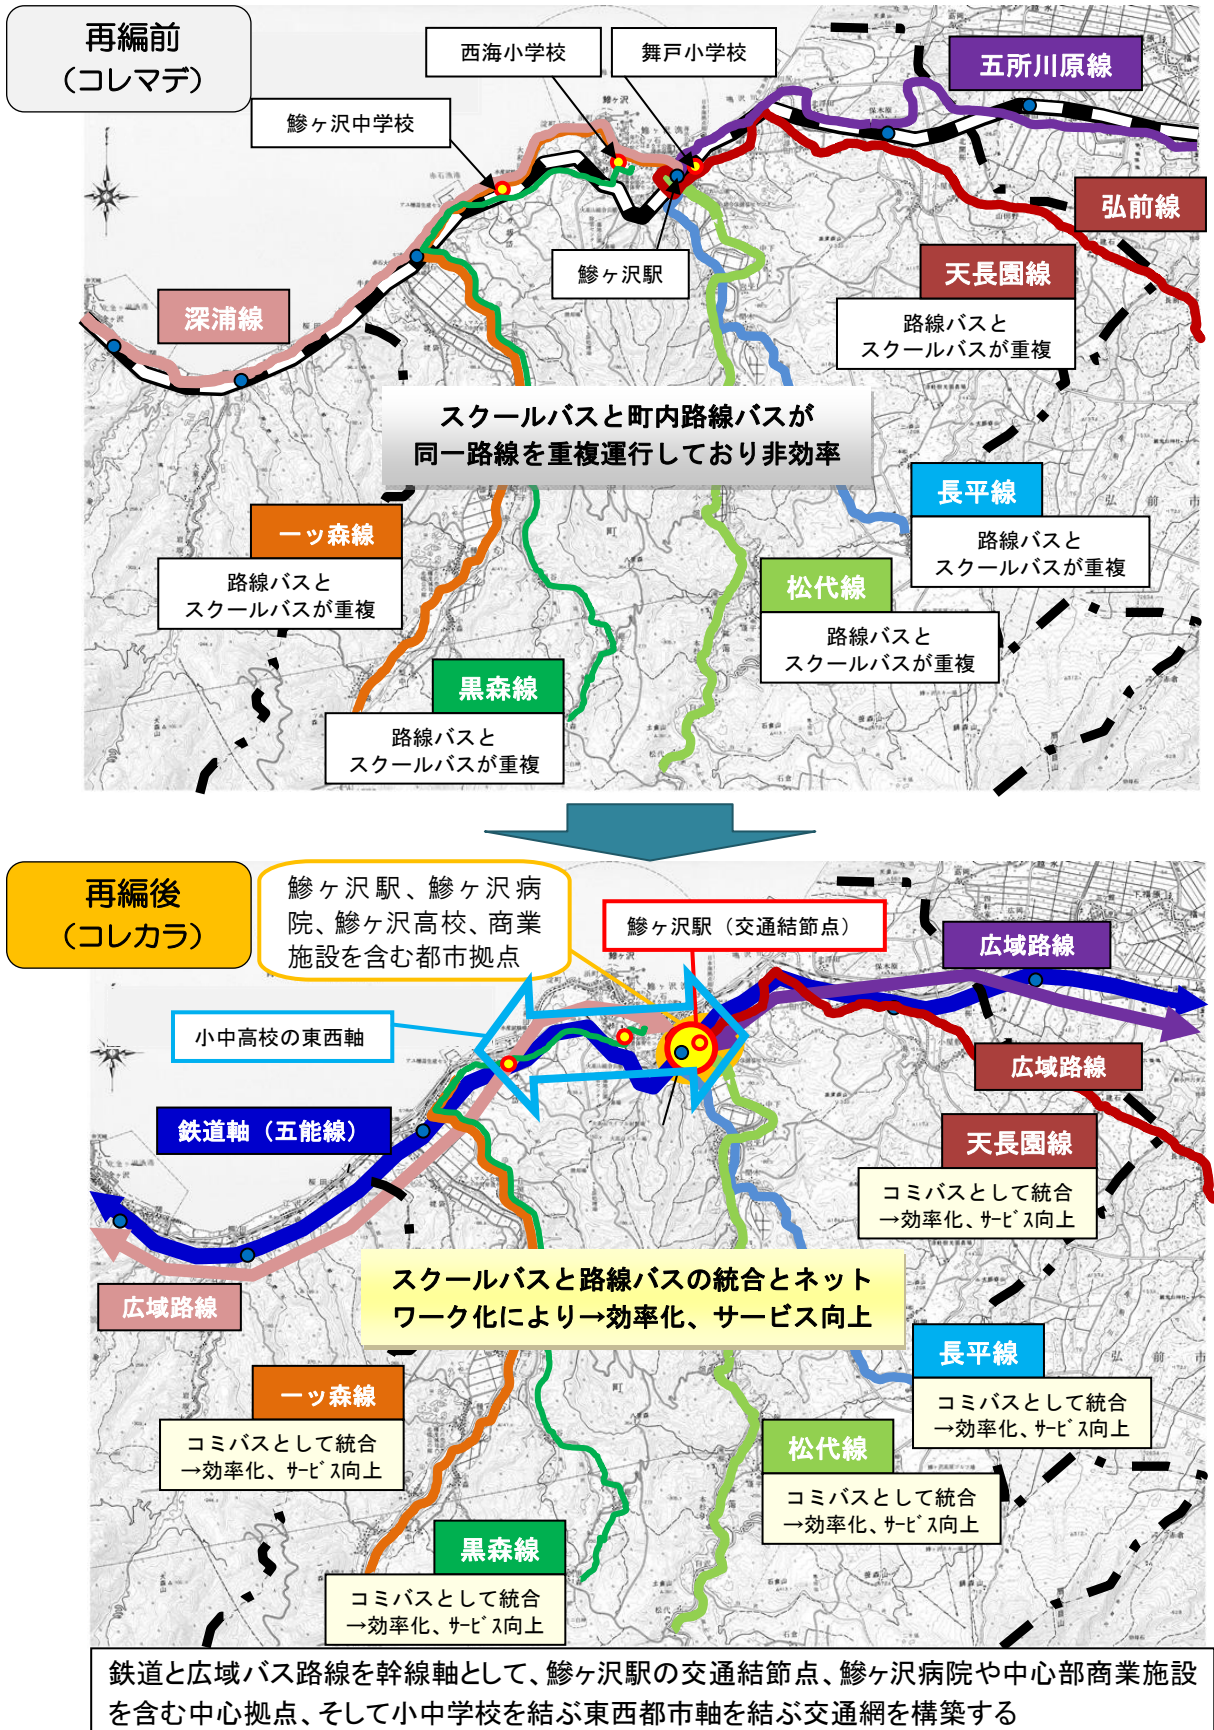 再編前
（コレマデ）
西海小学校
舞戸小学校
五所川原線
鰺ヶ沢中学校
弘前線
鰺ヶ沢駅
天長園線
路線バスと
スクールバスが重複
深浦線
スクールバスと町内路線バスが
同一路線を重複運行しており非効率
長平線
路線バスと
スクールバスが重複
一ッ森線
路線バスと
スクールバスが重複
松代線
路線バスと
スクールバスが重複
黒森線
路線バスと
スクールバスが重複
再編後
（コレカラ）
鰺ヶ沢駅、鰺ヶ沢病
院、鰺ヶ沢高校、商業
施設を含む都市拠点
鰺ヶ沢駅（交通結節点）
広域路線
小中高校の東西軸
広域路線
鉄道軸（五能線）
天長園線
コミバスとして統合
→効率化、サービス向上
広域路線
スクールバスと路線バスの統合とネット
ワーク化により→効率化、サービス向上
長平線
コミバスとして統合
→効率化、サービス向上
一ッ森線
コミバスとして統合
→効率化、サービス向上
松代線
コミバスとして統合
→効率化、サービス向上
黒森線
コミバスとして統合
→効率化、サービス向上
鉄道と広域バス路線を幹線軸として、鰺ヶ沢駅の交通結節点、鰺ヶ沢病院や中心部商業施設
を含む中心拠点、そして小中学校を結ぶ東西都市軸を結ぶ交通網を構築する